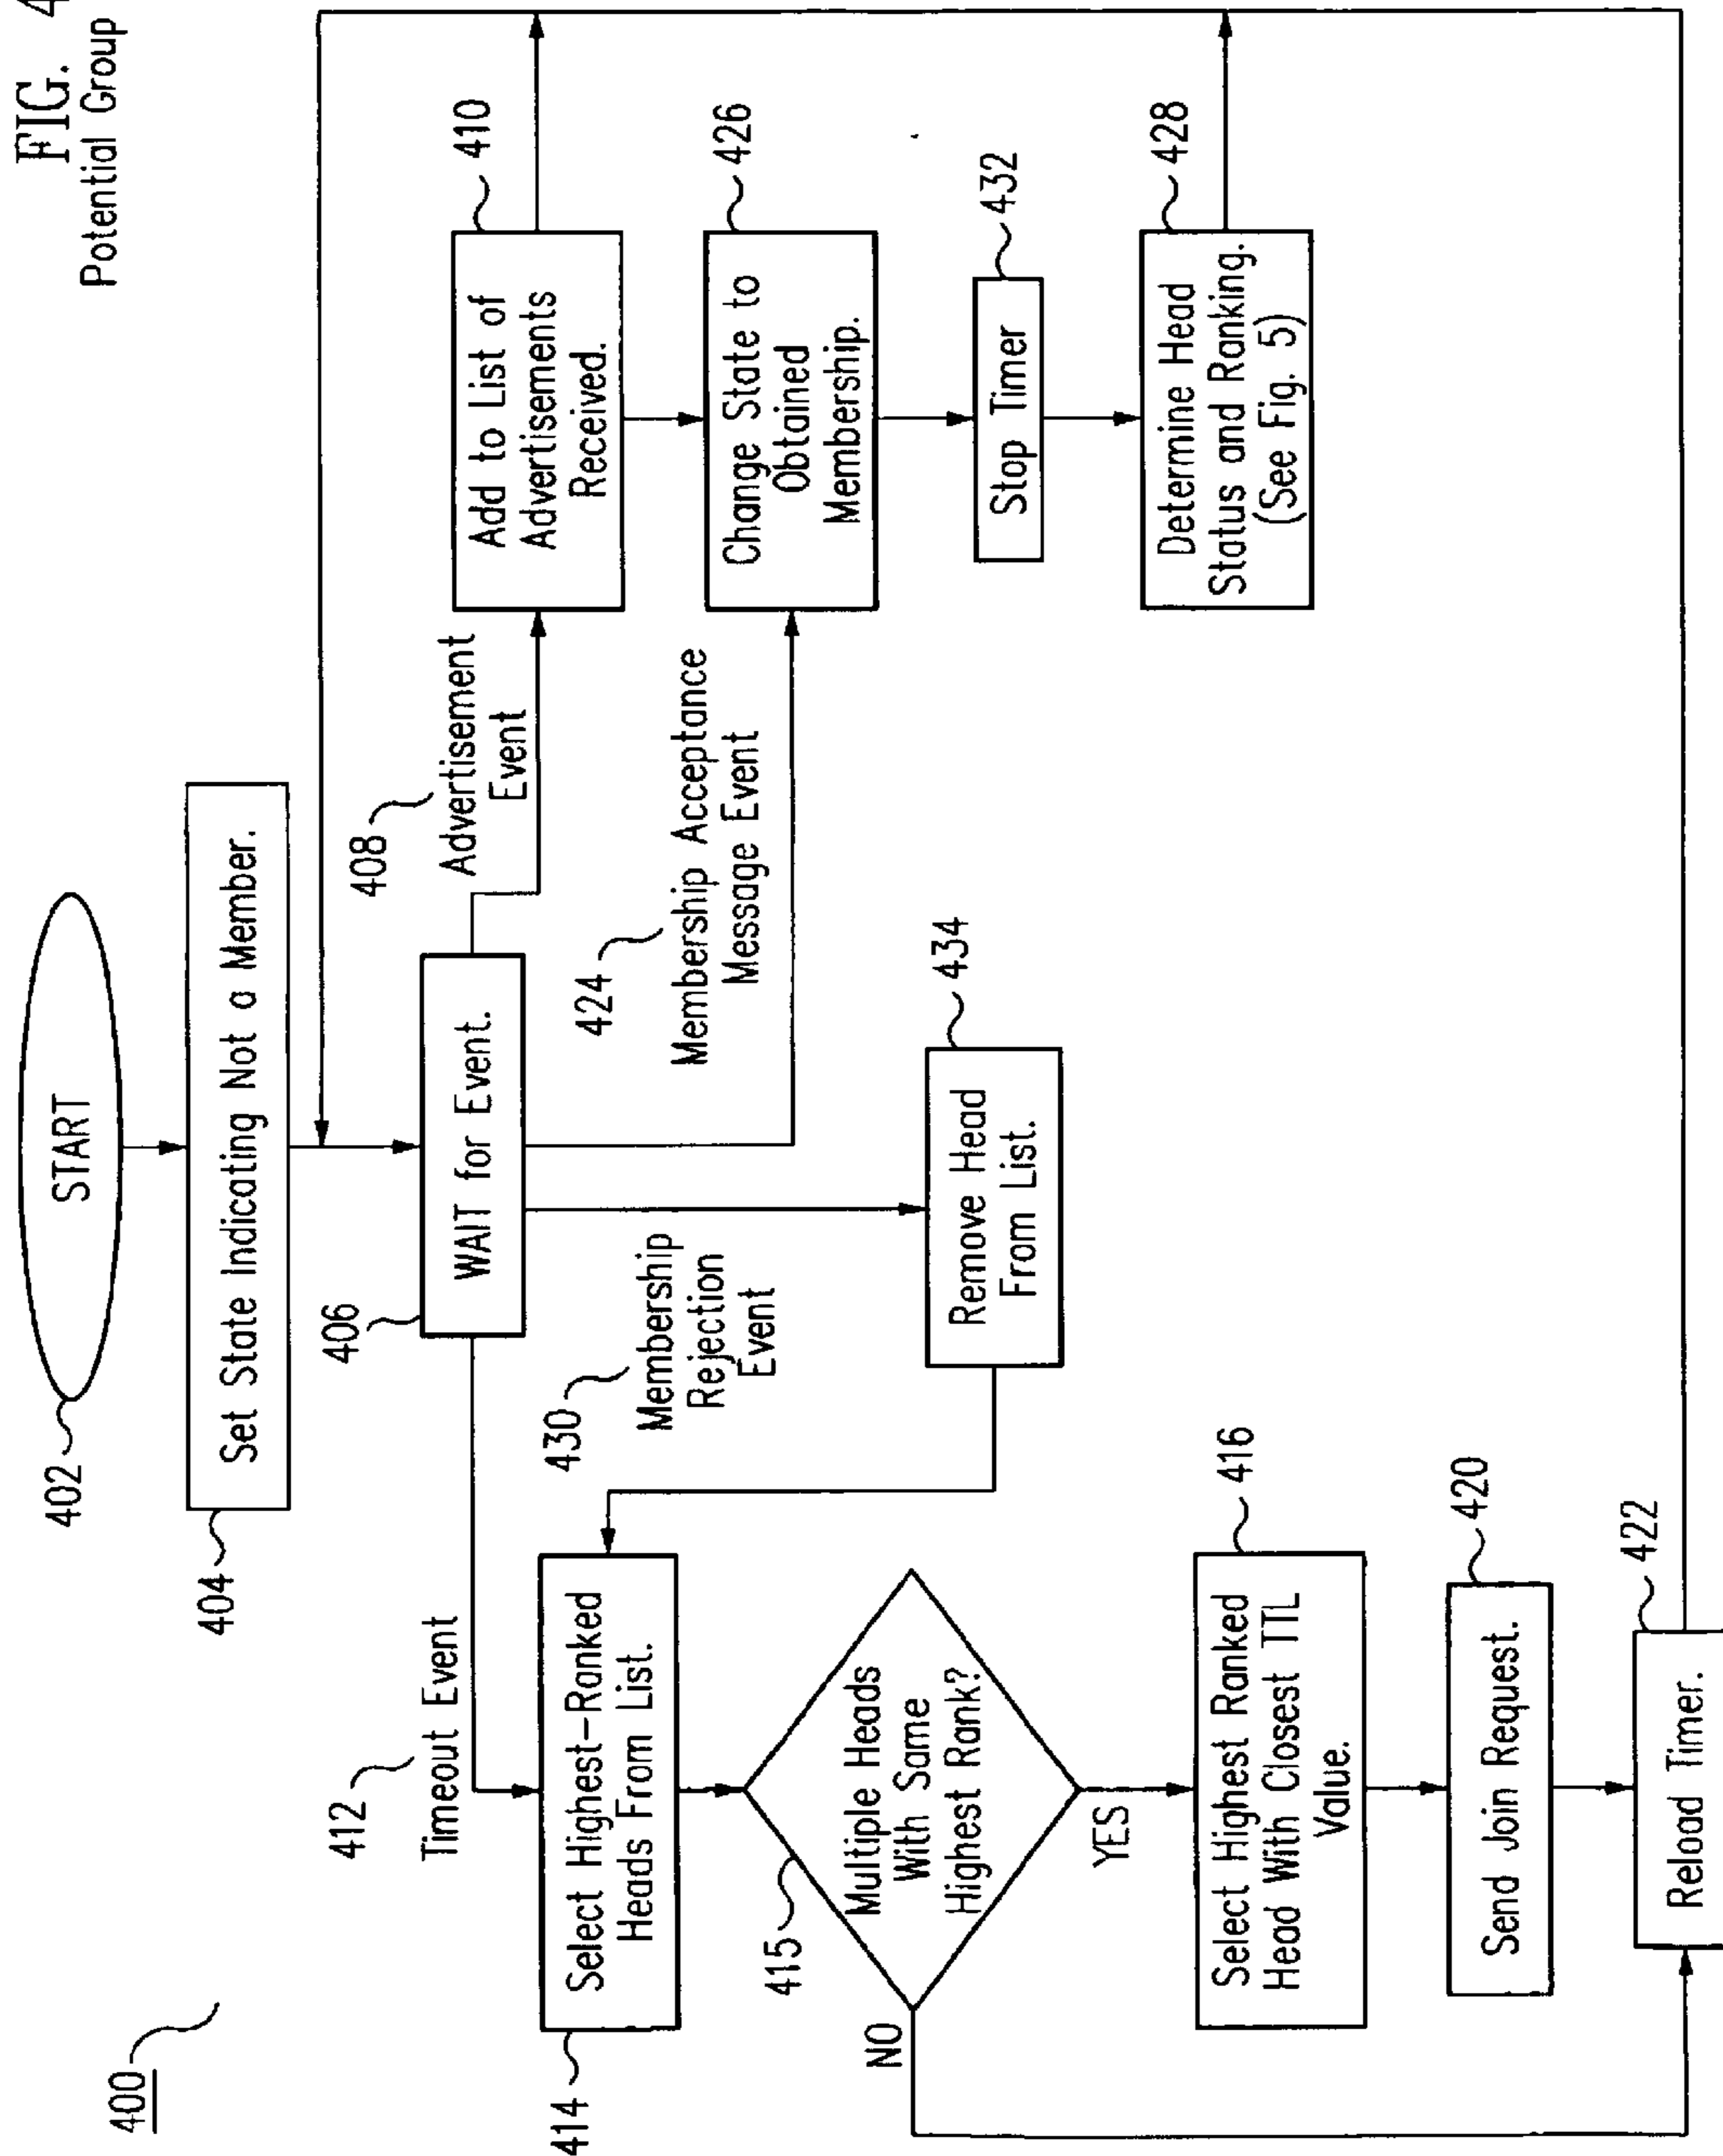 FIG. 4
Potential Group
400
402
START
404
Set State Indicating Not a Member.
406
WAIT for Event.
408
Advertisement
Event
410
Add to List of
Advertisements
Received.
412
Timeout Event
414
Select Highest-Ranked
Heads From List.
430
Membership
Rejection
Event
424
Membership Acceptance
Message Event
426
Change State to
Obtained
Membership.
415
Multiple Heads
With Same
Highest Rank?
NO
YES
434
Remove Head
From List.
432
Stop Timer
416
Select Highest Ranked
Head With Closest TTL
Value.
428
Determine Head
Status and Ranking.
(See Fig. 5)
420
Send Join Request.
422
Reload Timer.